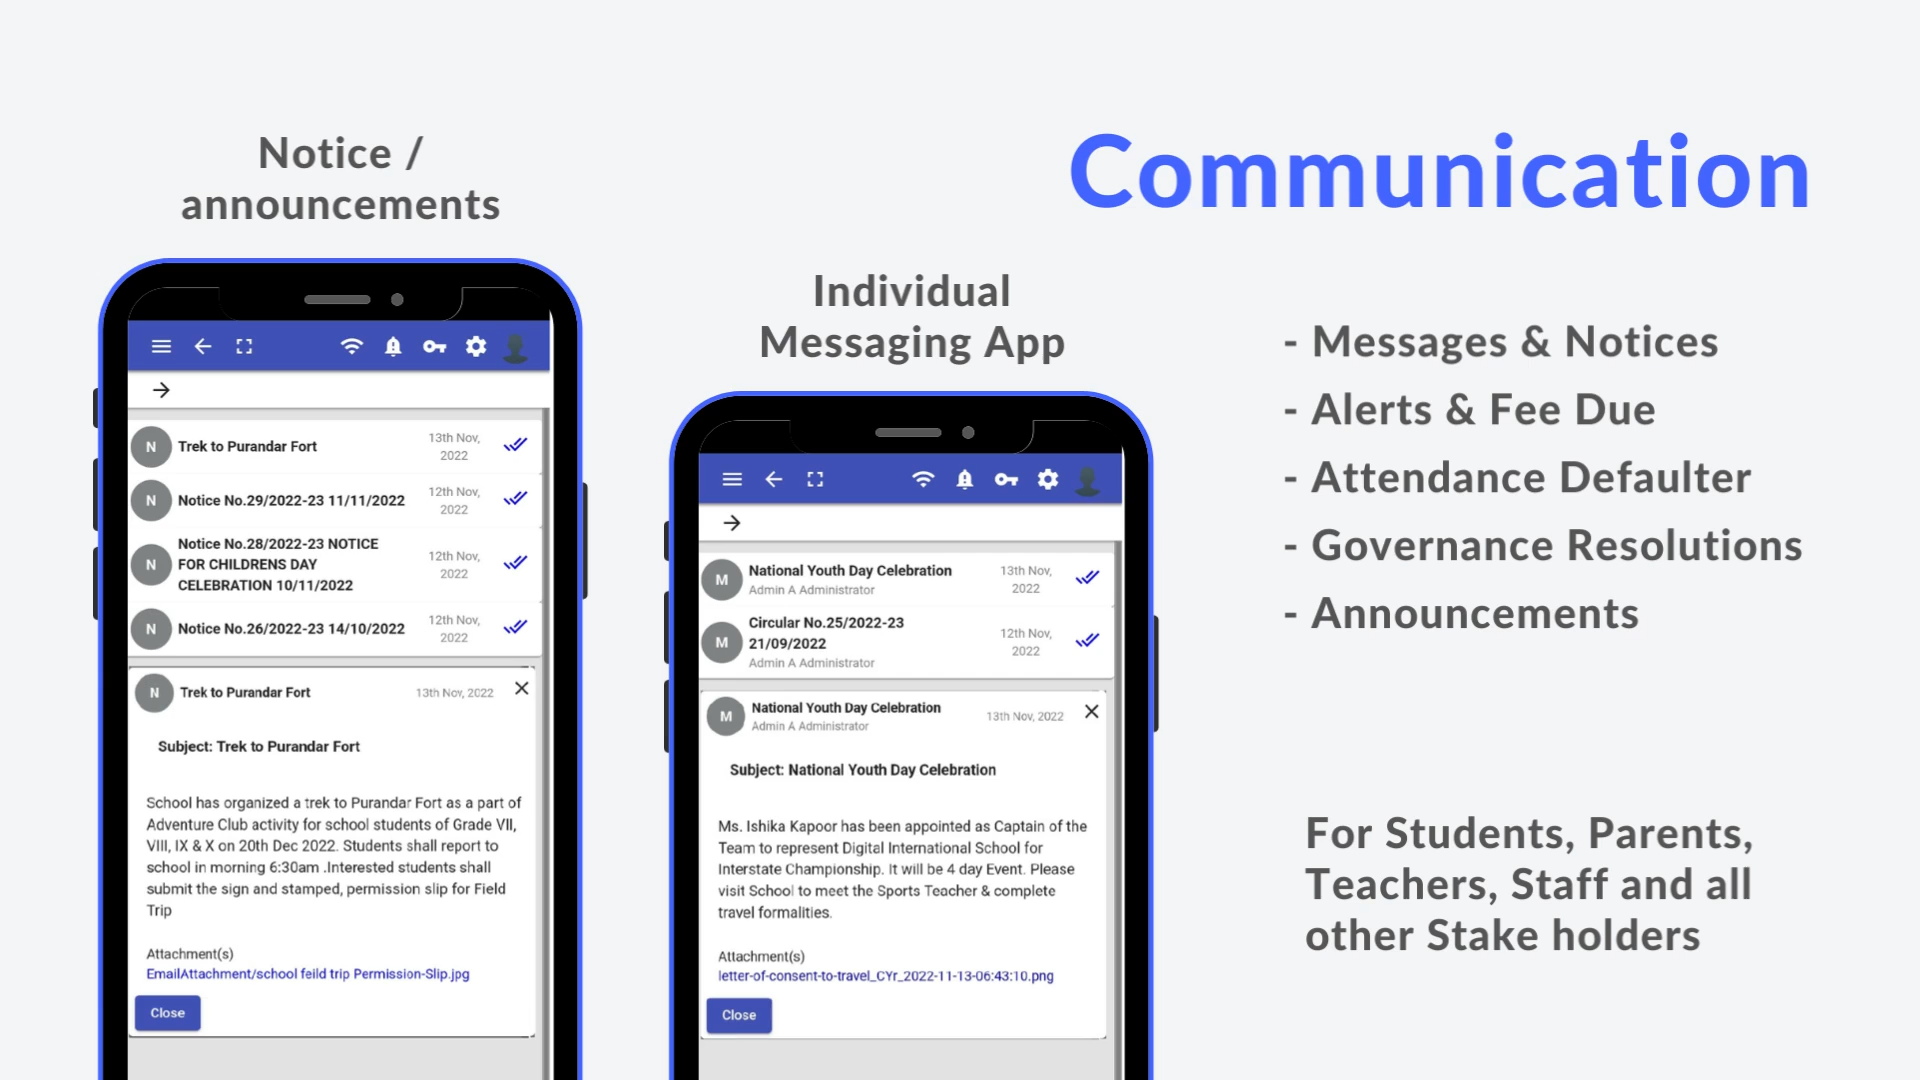 Notice /
announcements
N
Trek to Purandar Fort
13th Nov,
2022
N
Notice No.29/2022-23 11/11/2022
12th Nov,
2022
N
Notice No.28/2022-23 NOTICE
FOR CHILDRENS DAY
CELEBRATION 10/11/2022
12th Nov,
2022
N
Notice No.26/2022-23 14/10/2022
12th Nov,
2022
N
Trek to Purandar Fort
13th Nov, 2022
Subject: Trek to Purandar Fort
School has organized a trek to Purandar Fort as a part of
Adventure Club activity for school students of Grade VII,
VIII, IX & X on 20th Dec 2022. Students shall report to
school in morning 6:30am .Interested students shall
submit the sign and stamped, permission slip for Field
Trip
Attachment(s)
EmailAttachment/school feild trip Permission-Slip.jpg
Close
Individual
Messaging App
M
National Youth Day Celebration
Admin A Administrator
13th Nov,
2022
M
Circular No.25/2022-23
21/09/2022
Admin A Administrator
12th Nov,
2022
M
National Youth Day Celebration
Admin A Administrator
13th Nov, 2022
Subject: National Youth Day Celebration
Ms. Ishika Kapoor has been appointed as Captain of the
Team to represent Digital International School for
Interstate Championship. It will be 4 day Event. Please
visit School to meet the Sports Teacher & complete
travel formalities.
Attachment(s)
letter-of-consent-to-travel_CYr_2022-11-13-06:43:10.png
Close
Communication
- Messages & Notices
- Alerts & Fee Due
- Attendance Defaulter
- Governance Resolutions
- Announcements
For Students, Parents,
Teachers, Staff and all
other Stake holders